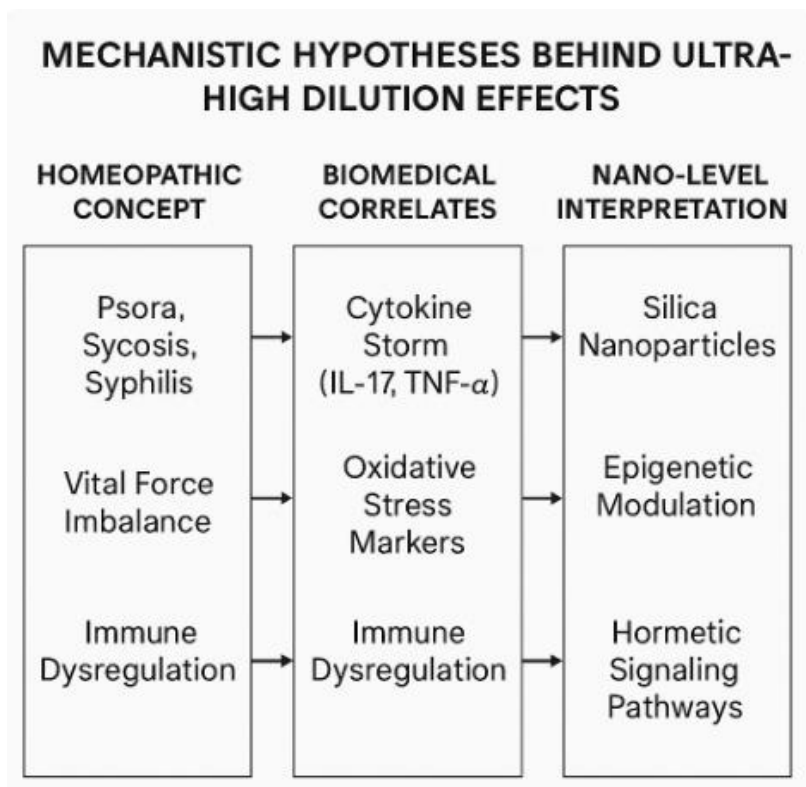 MECHANISTIC HYPOTHESES BEHIND ULTRA-
HIGH DILUTION EFFECTS
HOMEOPATHIC
CONCEPT
Psora,
Sycosis,
Syphilis
Vital Force
Imbalance
Immune
Dysregulation
BIOMEDICAL
CORRELATES
Cytokine
Storm
(IL-17, TNF-α)
Oxidative
Stress
Markers
Immune
Dysregulation
NANO-LEVEL
INTERPRETATION
Silica
Nanoparticles
Epigenetic
Modulation
Hormetic
Signaling
Pathways